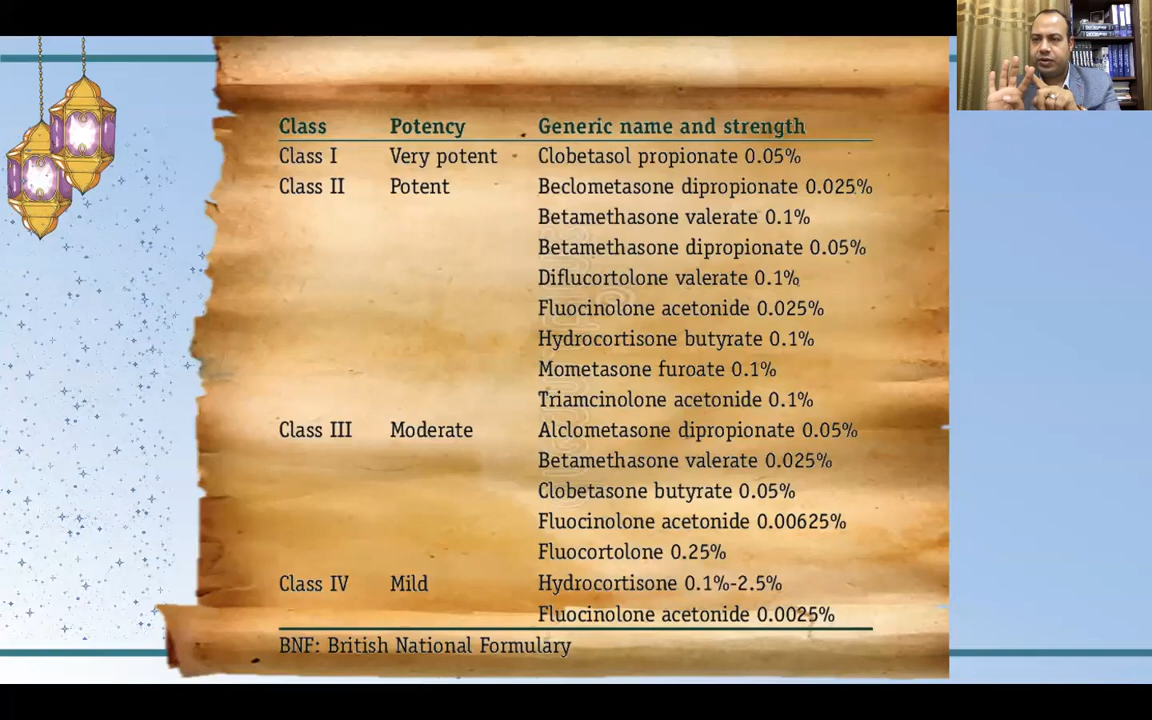 Class Potency Generic name and strength
Class I Very potent Clobetasol propionate 0.05%
Class II Potent Beclometasone dipropionate 0.025%
Betamethasone valerate 0.1%
Betamethasone dipropionate 0.05%
Diflucortolone valerate 0.1%
Fluocinolone acetonide 0.025%
Hydrocortisone butyrate 0.1%
Mometasone furoate 0.1%
Triamcinolone acetonide 0.1%
Class III Moderate Alclometasone dipropionate 0.05%
Betamethasone valerate 0.025%
Clobetasone butyrate 0.05%
Fluocinolone acetonide 0.00625%
Fluocortolone 0.25%
Class IV Mild Hydrocortisone 0.1%-2.5%
Fluocinolone acetonide 0.0025%
BNF: British National Formulary